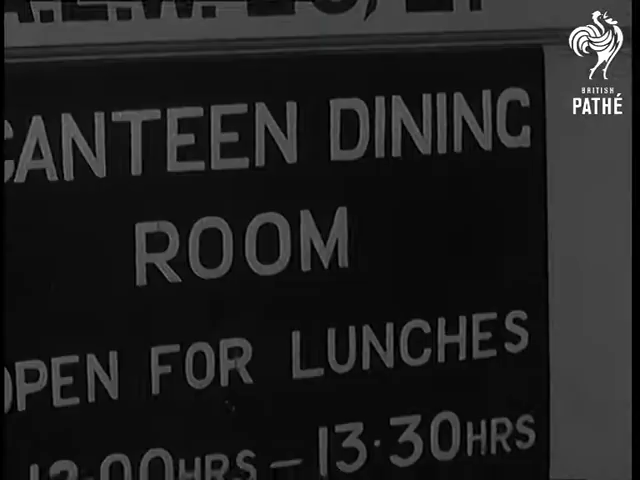 CANTEEN DINING
ROOM
OPEN FOR LUNCHES
12·00HRS – 13·30HRS
BRITISH
PATHÉ